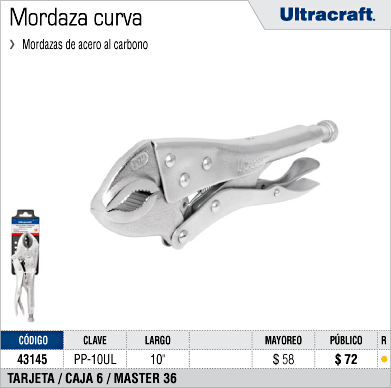 Mordaza curva
Ultracraft.
Mordazas de acero al carbono
Ultracraft
CÓDIGO CLAVE LARGO MAYOREO PÚBLICO R
43145 PP-10UL 10" $ 58 $ 72
TARJETA / CAJA 6 / MASTER 36